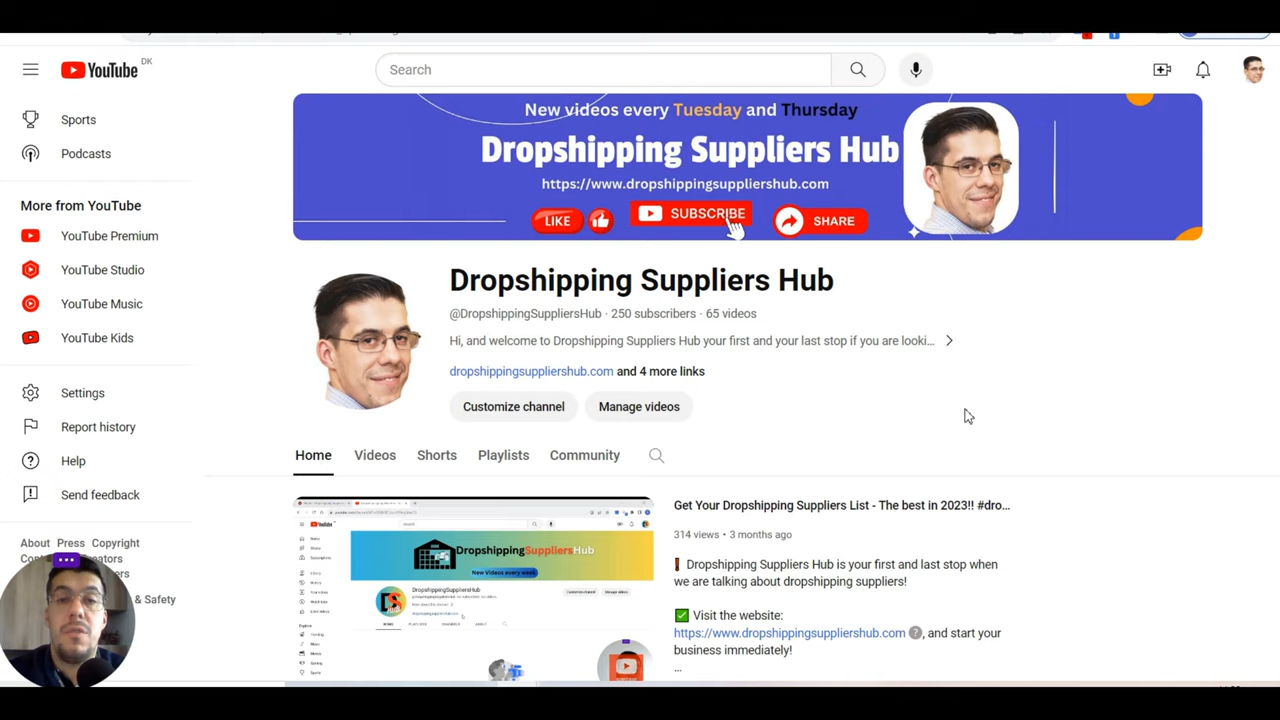 YouTube DK
Search
Sports
Podcasts
More from YouTube
YouTube Premium
YouTube Studio
YouTube Music
YouTube Kids
Settings
Report history
Help
Send feedback
About Press Copyright
& Safety
New videos every Tuesday and Thursday
Dropshipping Suppliers Hub
https://www.dropshippingsuppliershub.com
LIKE
SUBSCRIBE
SHARE
Dropshipping Suppliers Hub
@DropshippingSuppliersHub · 250 subscribers · 65 videos
Hi, and welcome to Dropshipping Suppliers Hub your first and your last stop if you are looki...
dropshippingsuppliershub.com and 4 more links
Customize channel
Manage videos
Home Videos Shorts Playlists Community
Search
DropshippingSuppliersHub
New Videos every week
DropshippingSuppliersHub
Get Your Dropshipping Suppliers List - The best in 2023!! #dro...
314 views • 3 months ago
❗ Dropshipping Suppliers Hub is your first and last stop when
we are talking about dropshipping suppliers!
✅ Visit the website:
https://www.dropshippingsuppliershub.com, and start your
business immediately!
...